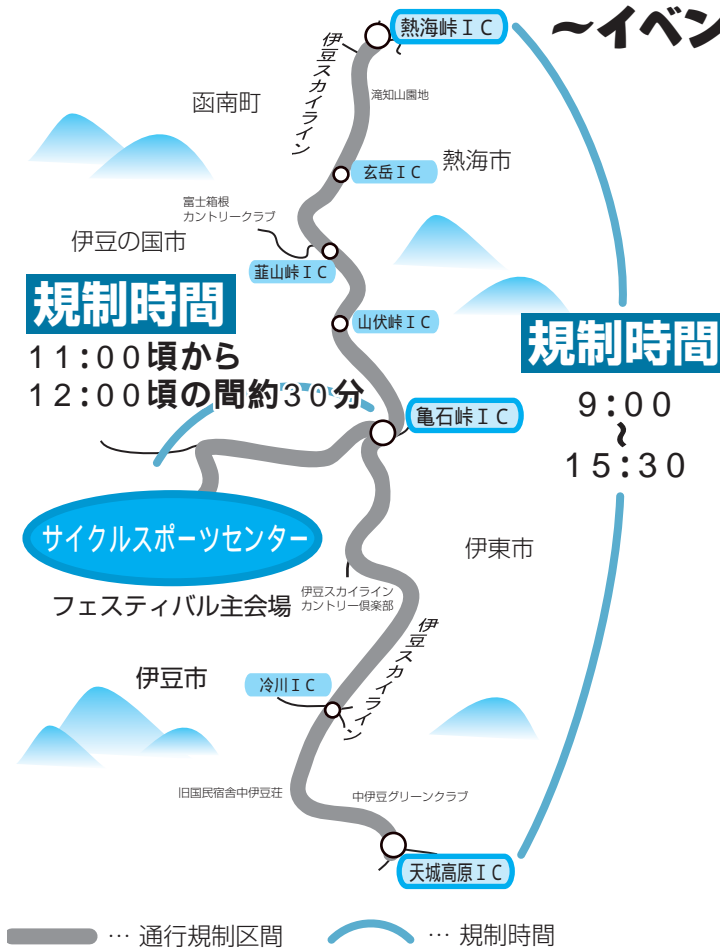 熱海峠ＩＣ
～イベン
伊豆スカイライン
函南町
滝知山園地
玄岳ＩＣ
熱海市
富士箱根
カントリークラブ
伊豆の国市
韮山峠ＩＣ
規制時間
１１：００頃から
１２：００頃の間約３０分
山伏峠ＩＣ
規制時間
９：００
～
１５：３０
亀石峠ＩＣ
サイクルスポーツセンター
フェスティバル主会場
伊東市
伊豆スカイライン
カントリー倶楽部
伊豆スカイライン
伊豆市
冷川ＩＣ
旧国民宿舎中伊豆荘
中伊豆グリーンクラブ
天城高原ＩＣ
… 通行規制区間
… 規制時間